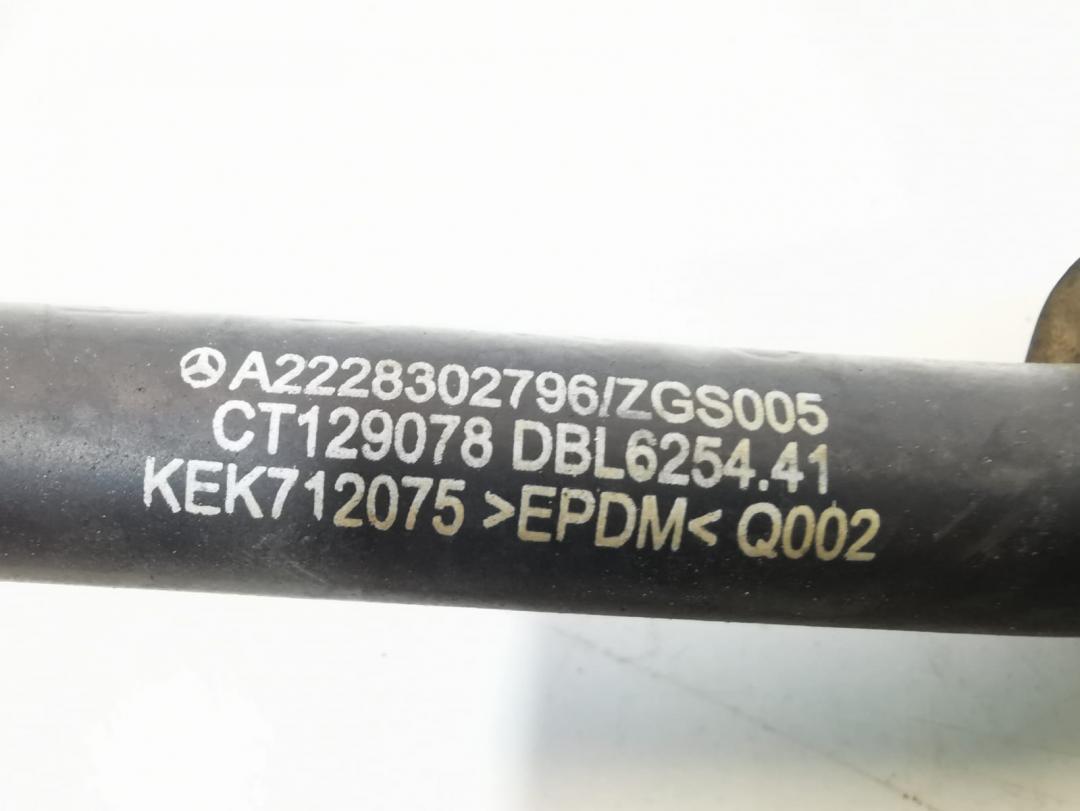 A2228302796/ZGS005
CT129078 DBL6254.41
KEK712075 >EPDM< Q002